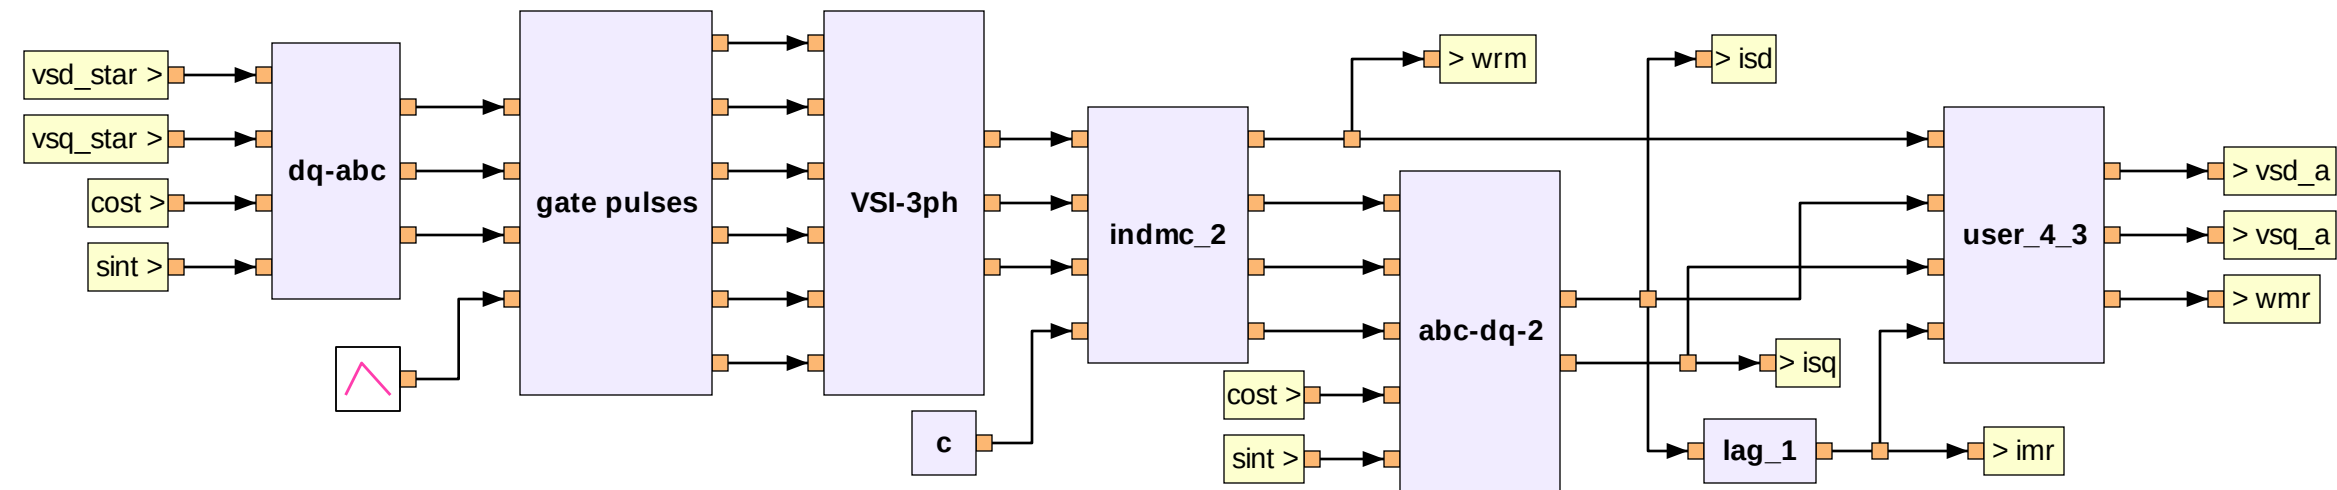 vsd_star >
vsq_star >
cost >
sint >
dq-abc
gate pulses
VSI-3ph
c
indmc_2
> wrm
cost >
sint >
abc-dq-2
> isd
> isq
lag_1
> imr
user_4_3
> vsd_a
> vsq_a
> wmr